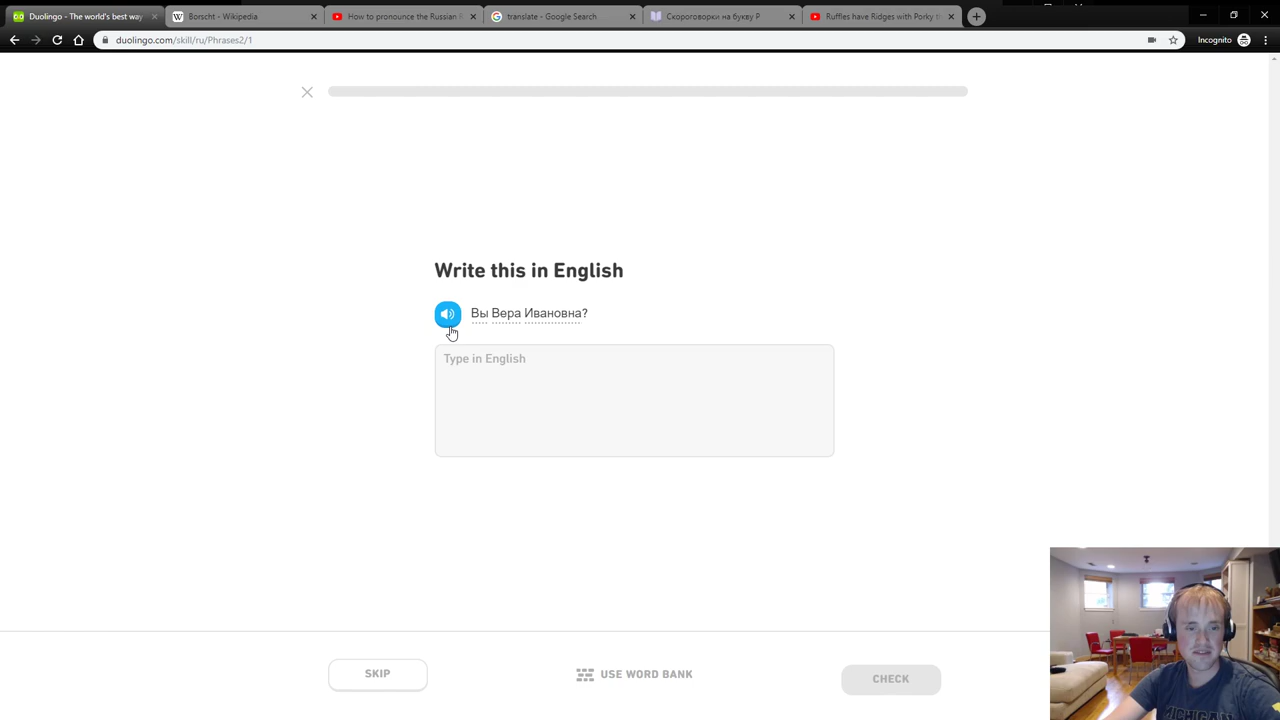 Duolingo - The world's best way
Borscht - Wikipedia
How to pronounce the Russian
translate - Google Search
Скороговорки на букву Р
Ruffles have Ridges with Porky
duolingo.com/skill/ru/Phrases2/1
Incognito
Write this in English
Вы Вера Ивановна?
Type in English
SKIP
USE WORD BANK
CHECK